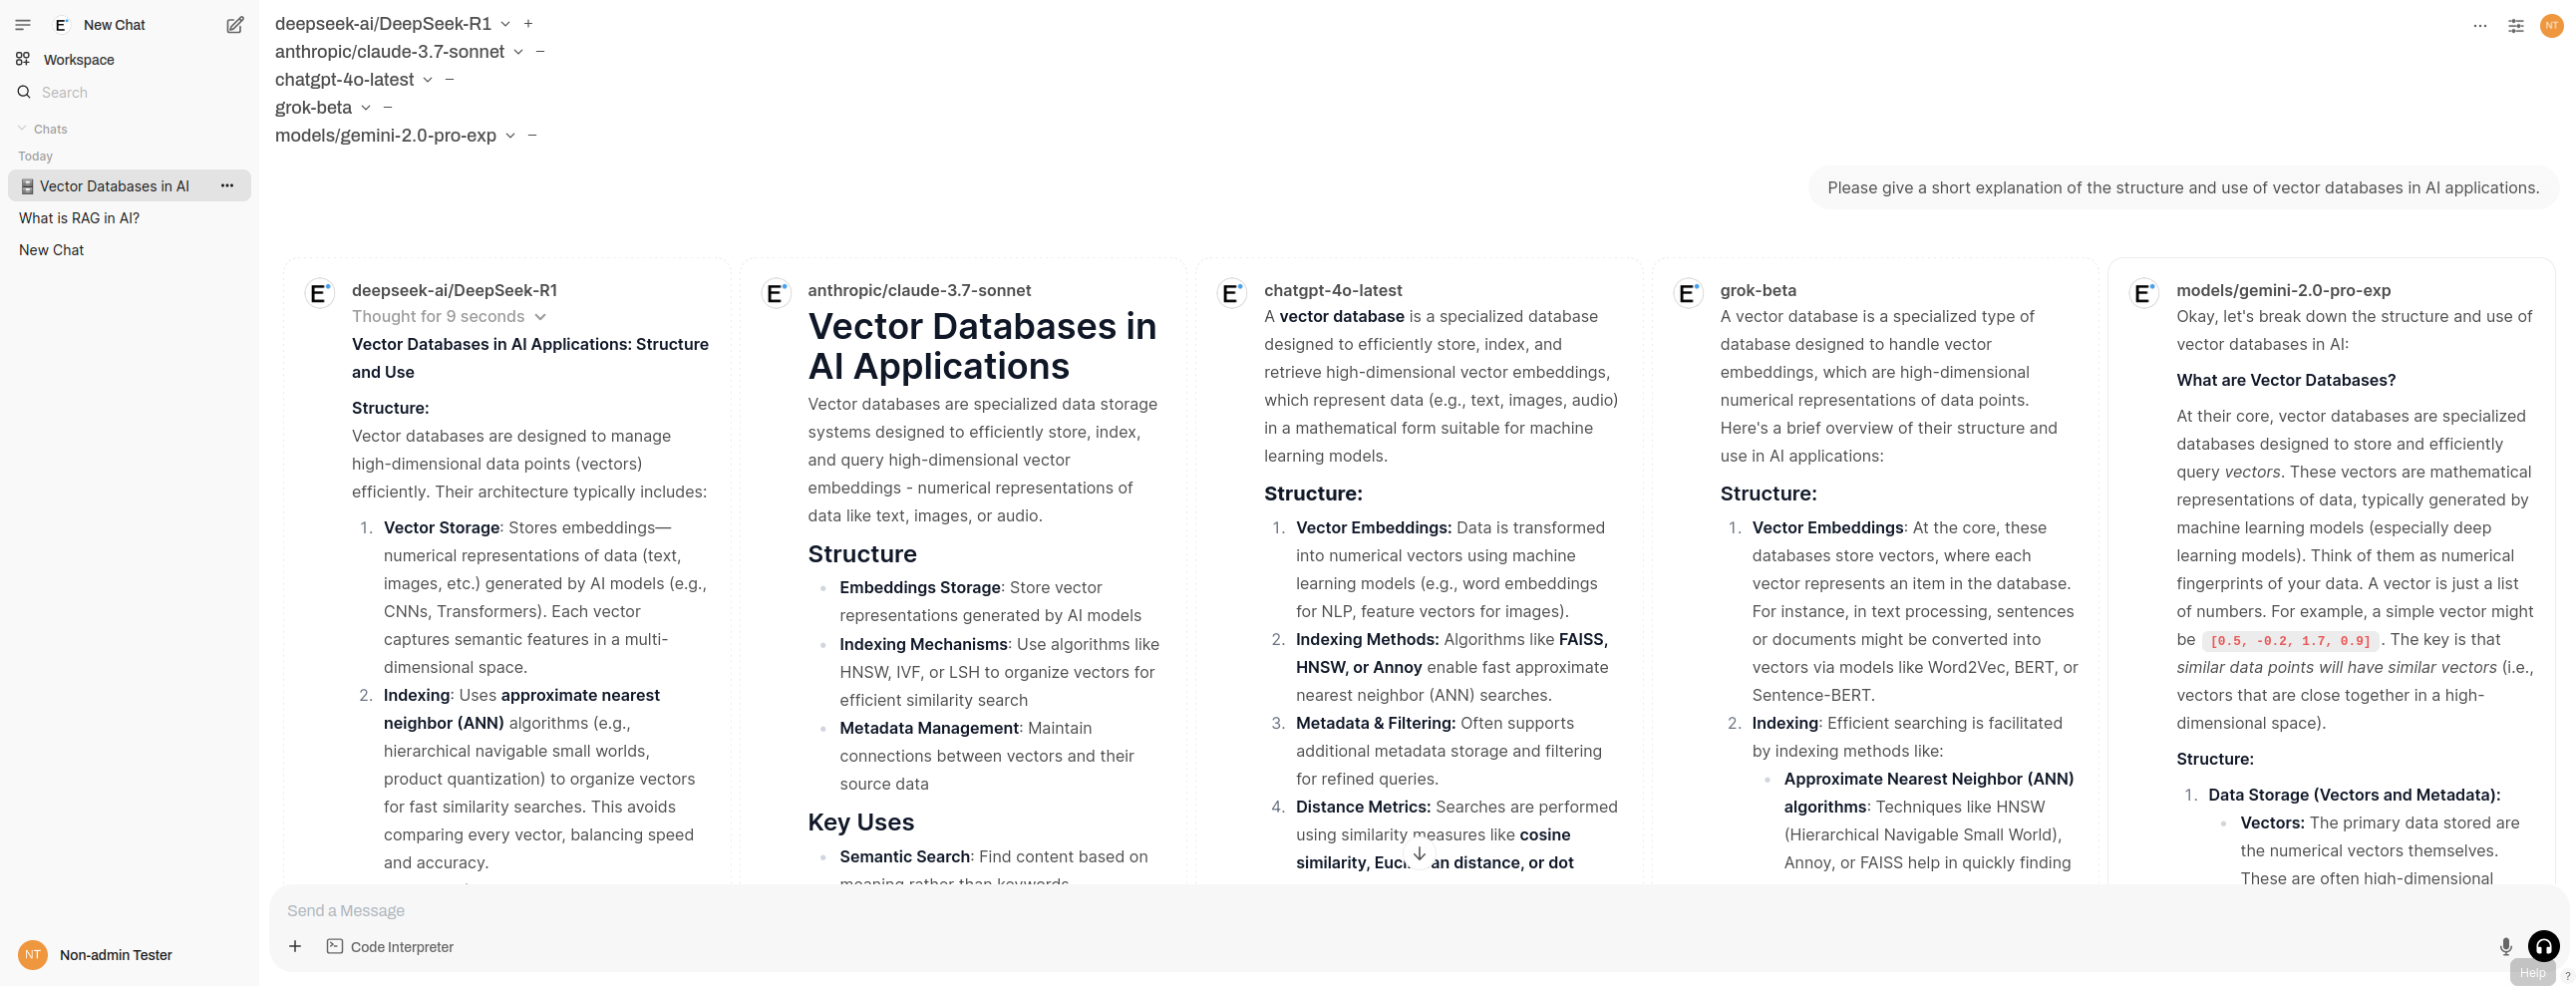 New Chat
Workspace
Search
Chats
Today
Vector Databases in AI
What is RAG in AI?
New Chat
NT Non-admin Tester
deepseek-ai/DeepSeek-R1
anthropic/claude-3.7-sonnet
chatgpt-4o-latest
grok-beta
models/gemini-2.0-pro-exp
NT
Please give a short explanation of the structure and use of vector databases in AI applications.
E
deepseek-ai/DeepSeek-R1
Thought for 9 seconds
Vector Databases in AI Applications: Structure
and Use
Structure:
Vector databases are designed to manage
high-dimensional data points (vectors)
efficiently. Their architecture typically includes:
1. Vector Storage: Stores embeddings—
numerical representations of data (text,
images, etc.) generated by AI models (e.g.,
CNNs, Transformers). Each vector
captures semantic features in a multi-
dimensional space.
2. Indexing: Uses approximate nearest
neighbor (ANN) algorithms (e.g.,
hierarchical navigable small worlds,
product quantization) to organize vectors
for fast similarity searches. This avoids
comparing every vector, balancing speed
and accuracy.
E
anthropic/claude-3.7-sonnet
Vector Databases in
AI Applications
Vector databases are specialized data storage
systems designed to efficiently store, index,
and query high-dimensional vector
embeddings - numerical representations of
data like text, images, or audio.
Structure
• Embeddings Storage: Store vector
representations generated by AI models
• Indexing Mechanisms: Use algorithms like
HNSW, IVF, or LSH to organize vectors for
efficient similarity search
• Metadata Management: Maintain
connections between vectors and their
source data
Key Uses
• Semantic Search: Find content based on
meaning rather than keywords
E
chatgpt-4o-latest
A vector database is a specialized database
designed to efficiently store, index, and
retrieve high-dimensional vector embeddings,
which represent data (e.g., text, images, audio)
in a mathematical form suitable for machine
learning models.
Structure:
1. Vector Embeddings: Data is transformed
into numerical vectors using machine
learning models (e.g., word embeddings
for NLP, feature vectors for images).
2. Indexing Methods: Algorithms like FAISS,
HNSW, or Annoy enable fast approximate
nearest neighbor (ANN) searches.
3. Metadata & Filtering: Often supports
additional metadata storage and filtering
for refined queries.
4. Distance Metrics: Searches are performed
using similarity measures like cosine
similarity, Euclidean distance, or dot
E
grok-beta
A vector database is a specialized type of
database designed to handle vector
embeddings, which are high-dimensional
numerical representations of data points.
Here's a brief overview of their structure and
use in AI applications:
Structure:
1. Vector Embeddings: At the core, these
databases store vectors, where each
vector represents an item in the database.
For instance, in text processing, sentences
or documents might be converted into
vectors via models like Word2Vec, BERT, or
Sentence-BERT.
2. Indexing: Efficient searching is facilitated
by indexing methods like:
• Approximate Nearest Neighbor (ANN)
algorithms: Techniques like HNSW
(Hierarchical Navigable Small World),
Annoy, or FAISS help in quickly finding
E
models/gemini-2.0-pro-exp
Okay, let's break down the structure and use of
vector databases in AI:
What are Vector Databases?
At their core, vector databases are specialized
databases designed to store and efficiently
query vectors. These vectors are mathematical
representations of data, typically generated by
machine learning models (especially deep
learning models). Think of them as numerical
fingerprints of your data. A vector is just a list
of numbers. For example, a simple vector might
be [0.5, -0.2, 1.7, 0.9]. The key is that
similar data points will have similar vectors (i.e.,
vectors that are close together in a high-
dimensional space).
Structure:
1. Data Storage (Vectors and Metadata):
• Vectors: The primary data stored are
the numerical vectors themselves.
These are often high-dimensional
Send a Message
Code Interpreter
Help
?